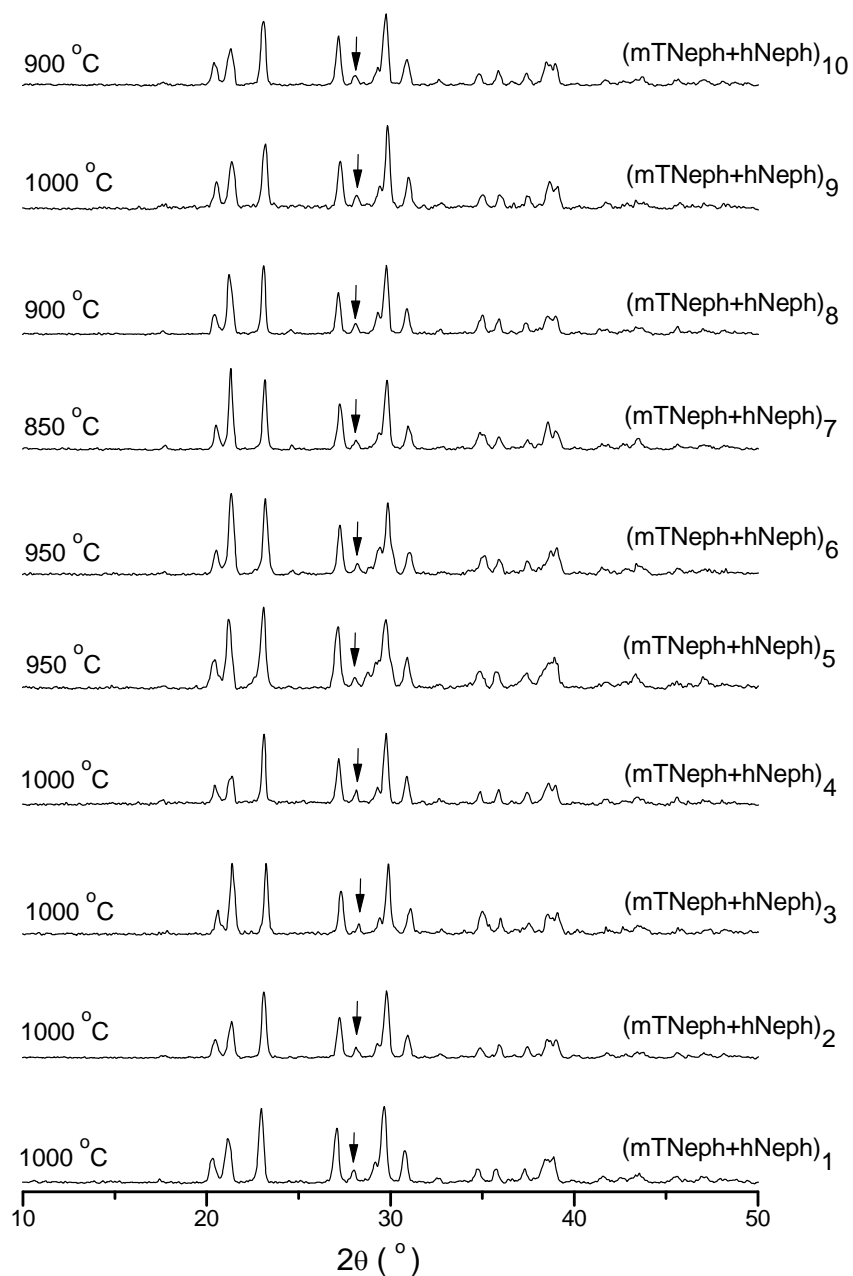 900 °C (mTNeph+hNeph)10
1000 °C (mTNeph+hNeph)9
900 °C (mTNeph+hNeph)8
850 °C (mTNeph+hNeph)7
950 °C (mTNeph+hNeph)6
950 °C (mTNeph+hNeph)5
1000 °C (mTNeph+hNeph)4
1000 °C (mTNeph+hNeph)3
1000 °C (mTNeph+hNeph)2
1000 °C (mTNeph+hNeph)1
10 20 30 40 50
2θ ( ° )